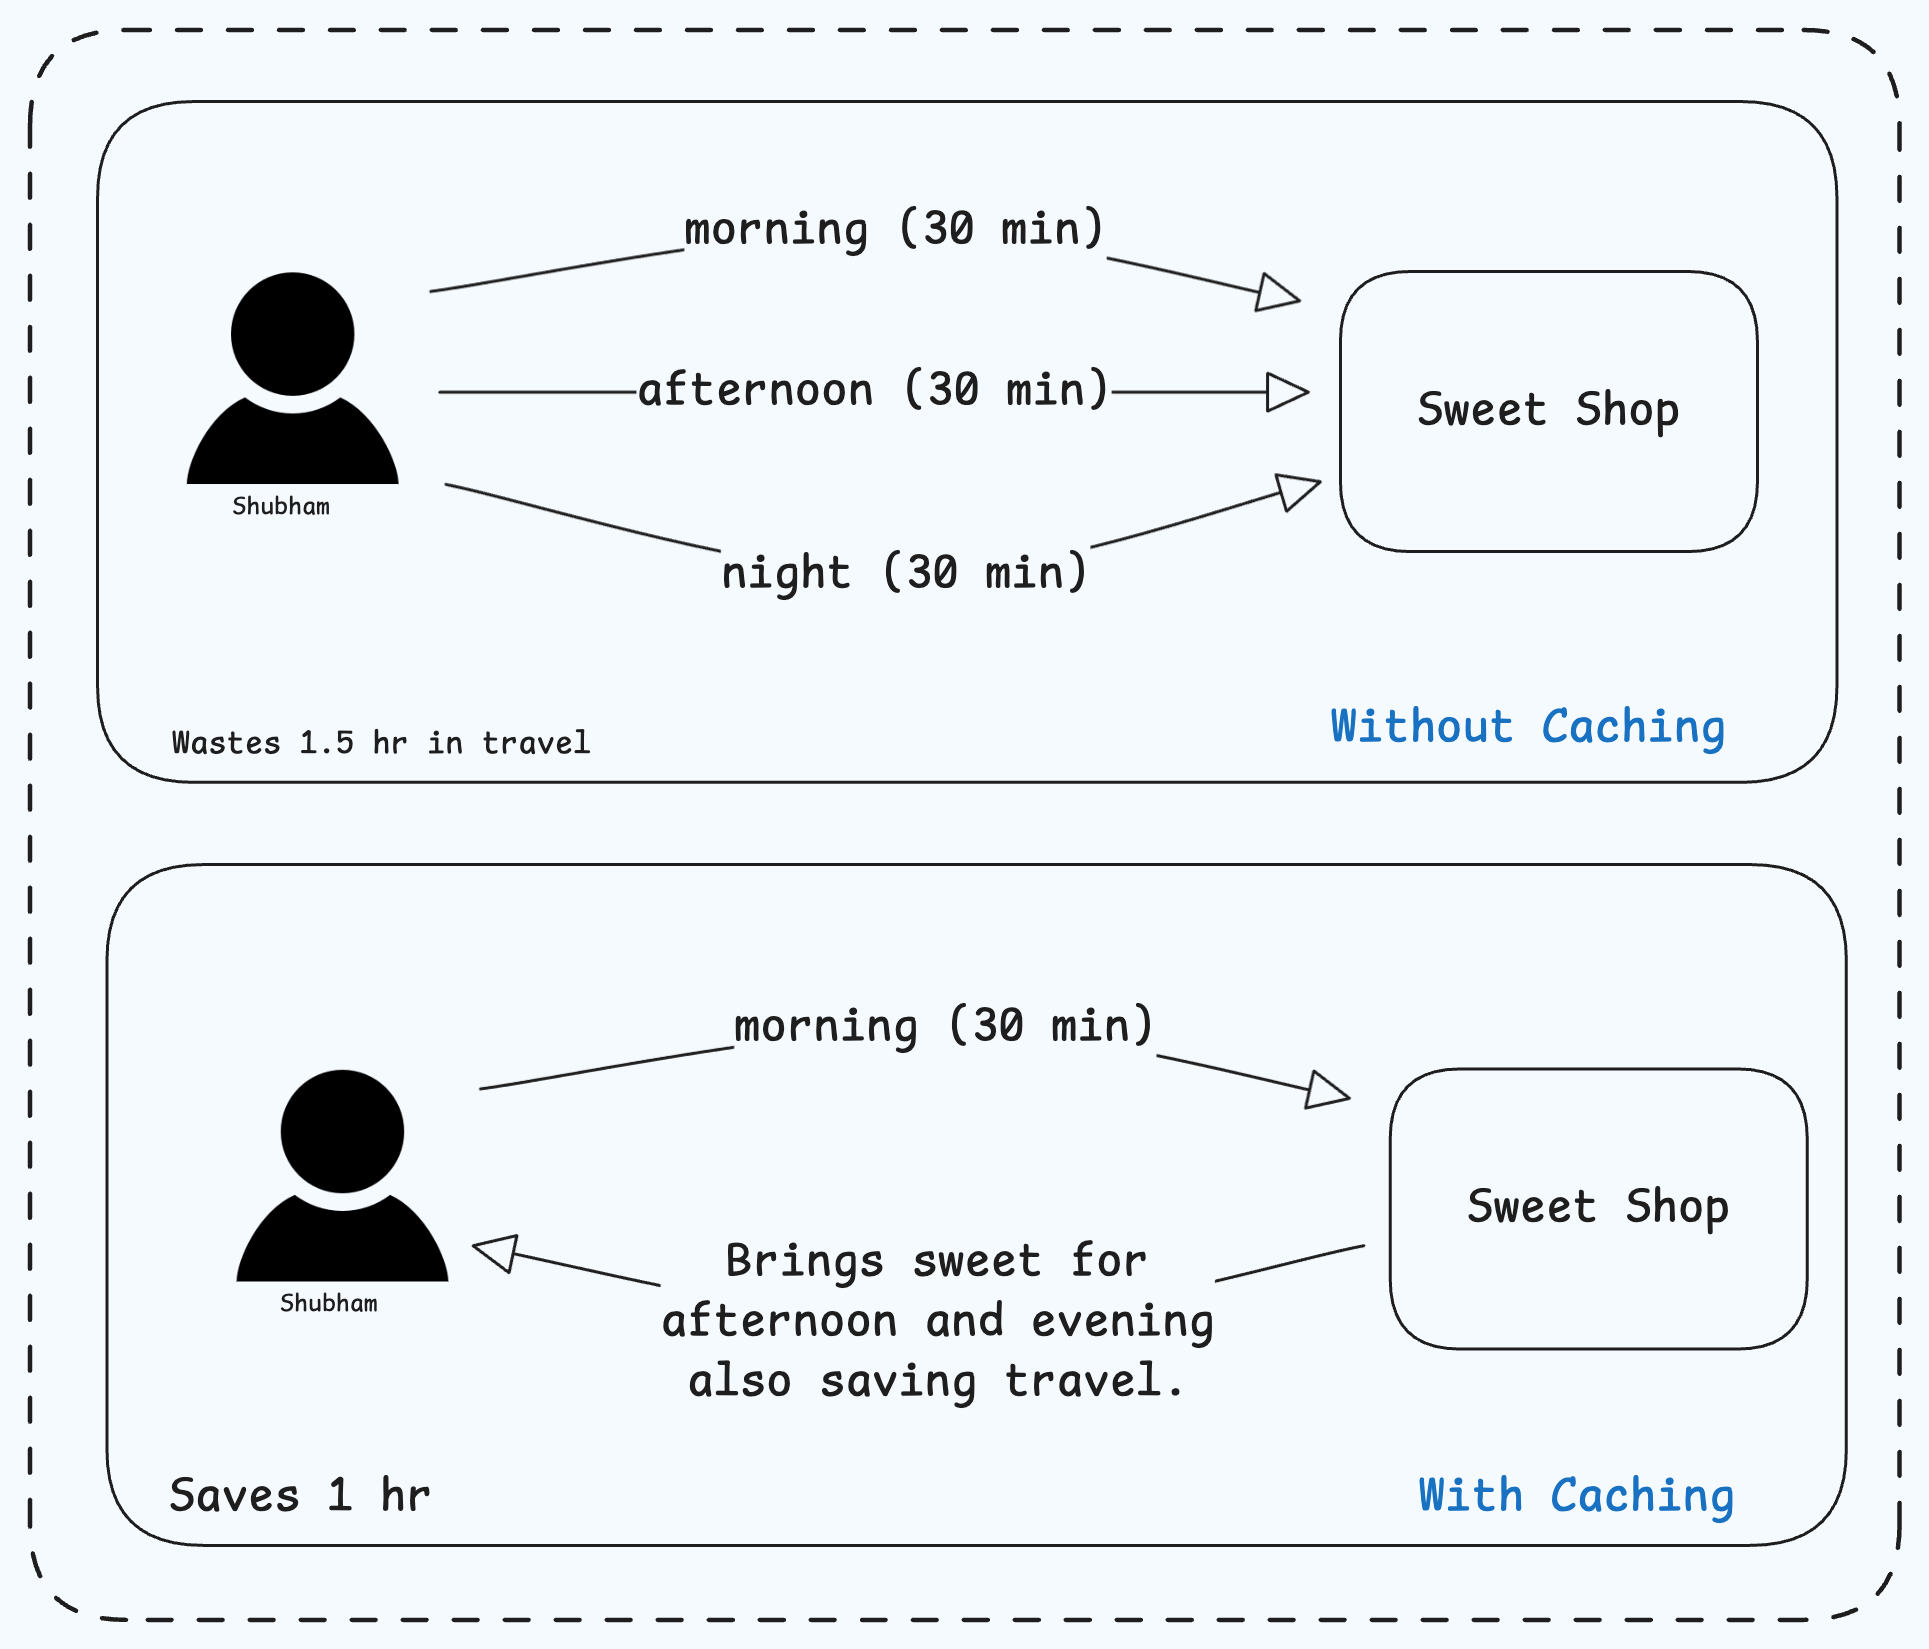 morning (30 min)
afternoon (30 min)
Sweet Shop
Shubham
night (30 min)
Wastes 1.5 hr in travel
Without Caching
morning (30 min)
Sweet Shop
Brings sweet for
afternoon and evening
also saving travel.
Shubham
Saves 1 hr
With Caching